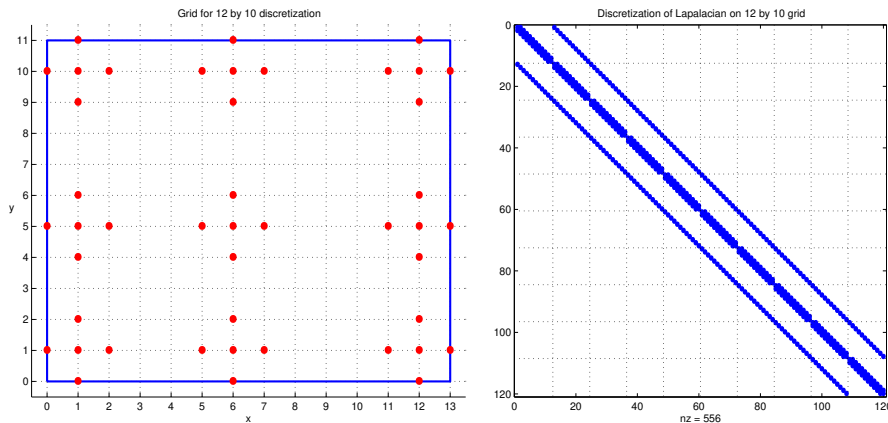 Grid for 12 by 10 discretization
11
10
9
8
7
6
5
4
3
2
1
0
y
0 1 2 3 4 5 6 7 8 9 10 11 12 13
x
Discretization of Lapalacian on 12 by 10 grid
0
20
40
60
80
100
120
0 20 40 60 80 100 120
nz = 556